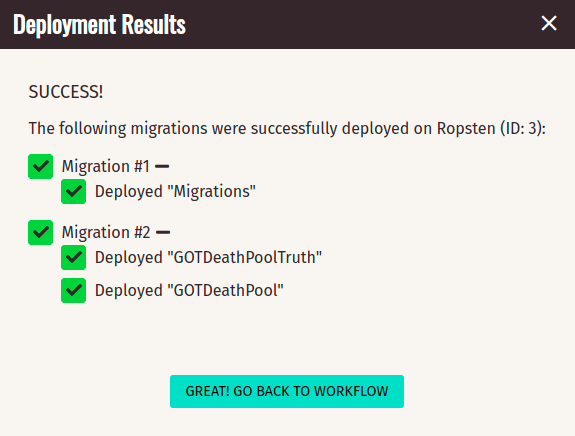 Deployment Results
SUCCESS!
The following migrations were successfully deployed on Ropsten (ID: 3):
Migration #1
Deployed "Migrations"
Migration #2
Deployed "GOTDeathPoolTruth"
Deployed "GOTDeathPool"
GREAT! GO BACK TO WORKFLOW